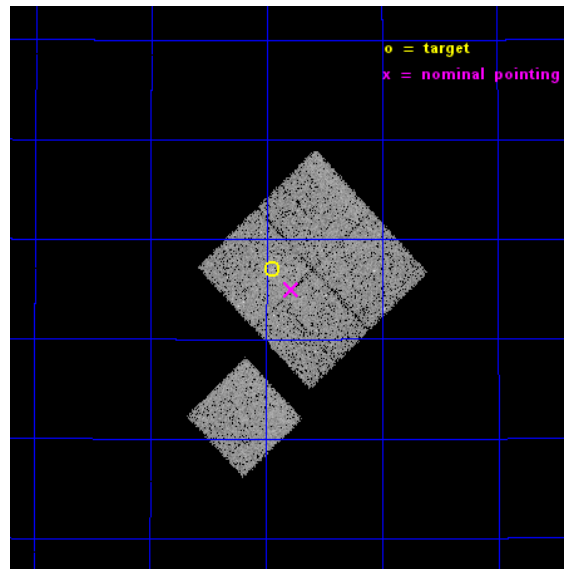 o = target
x = nominal pointing